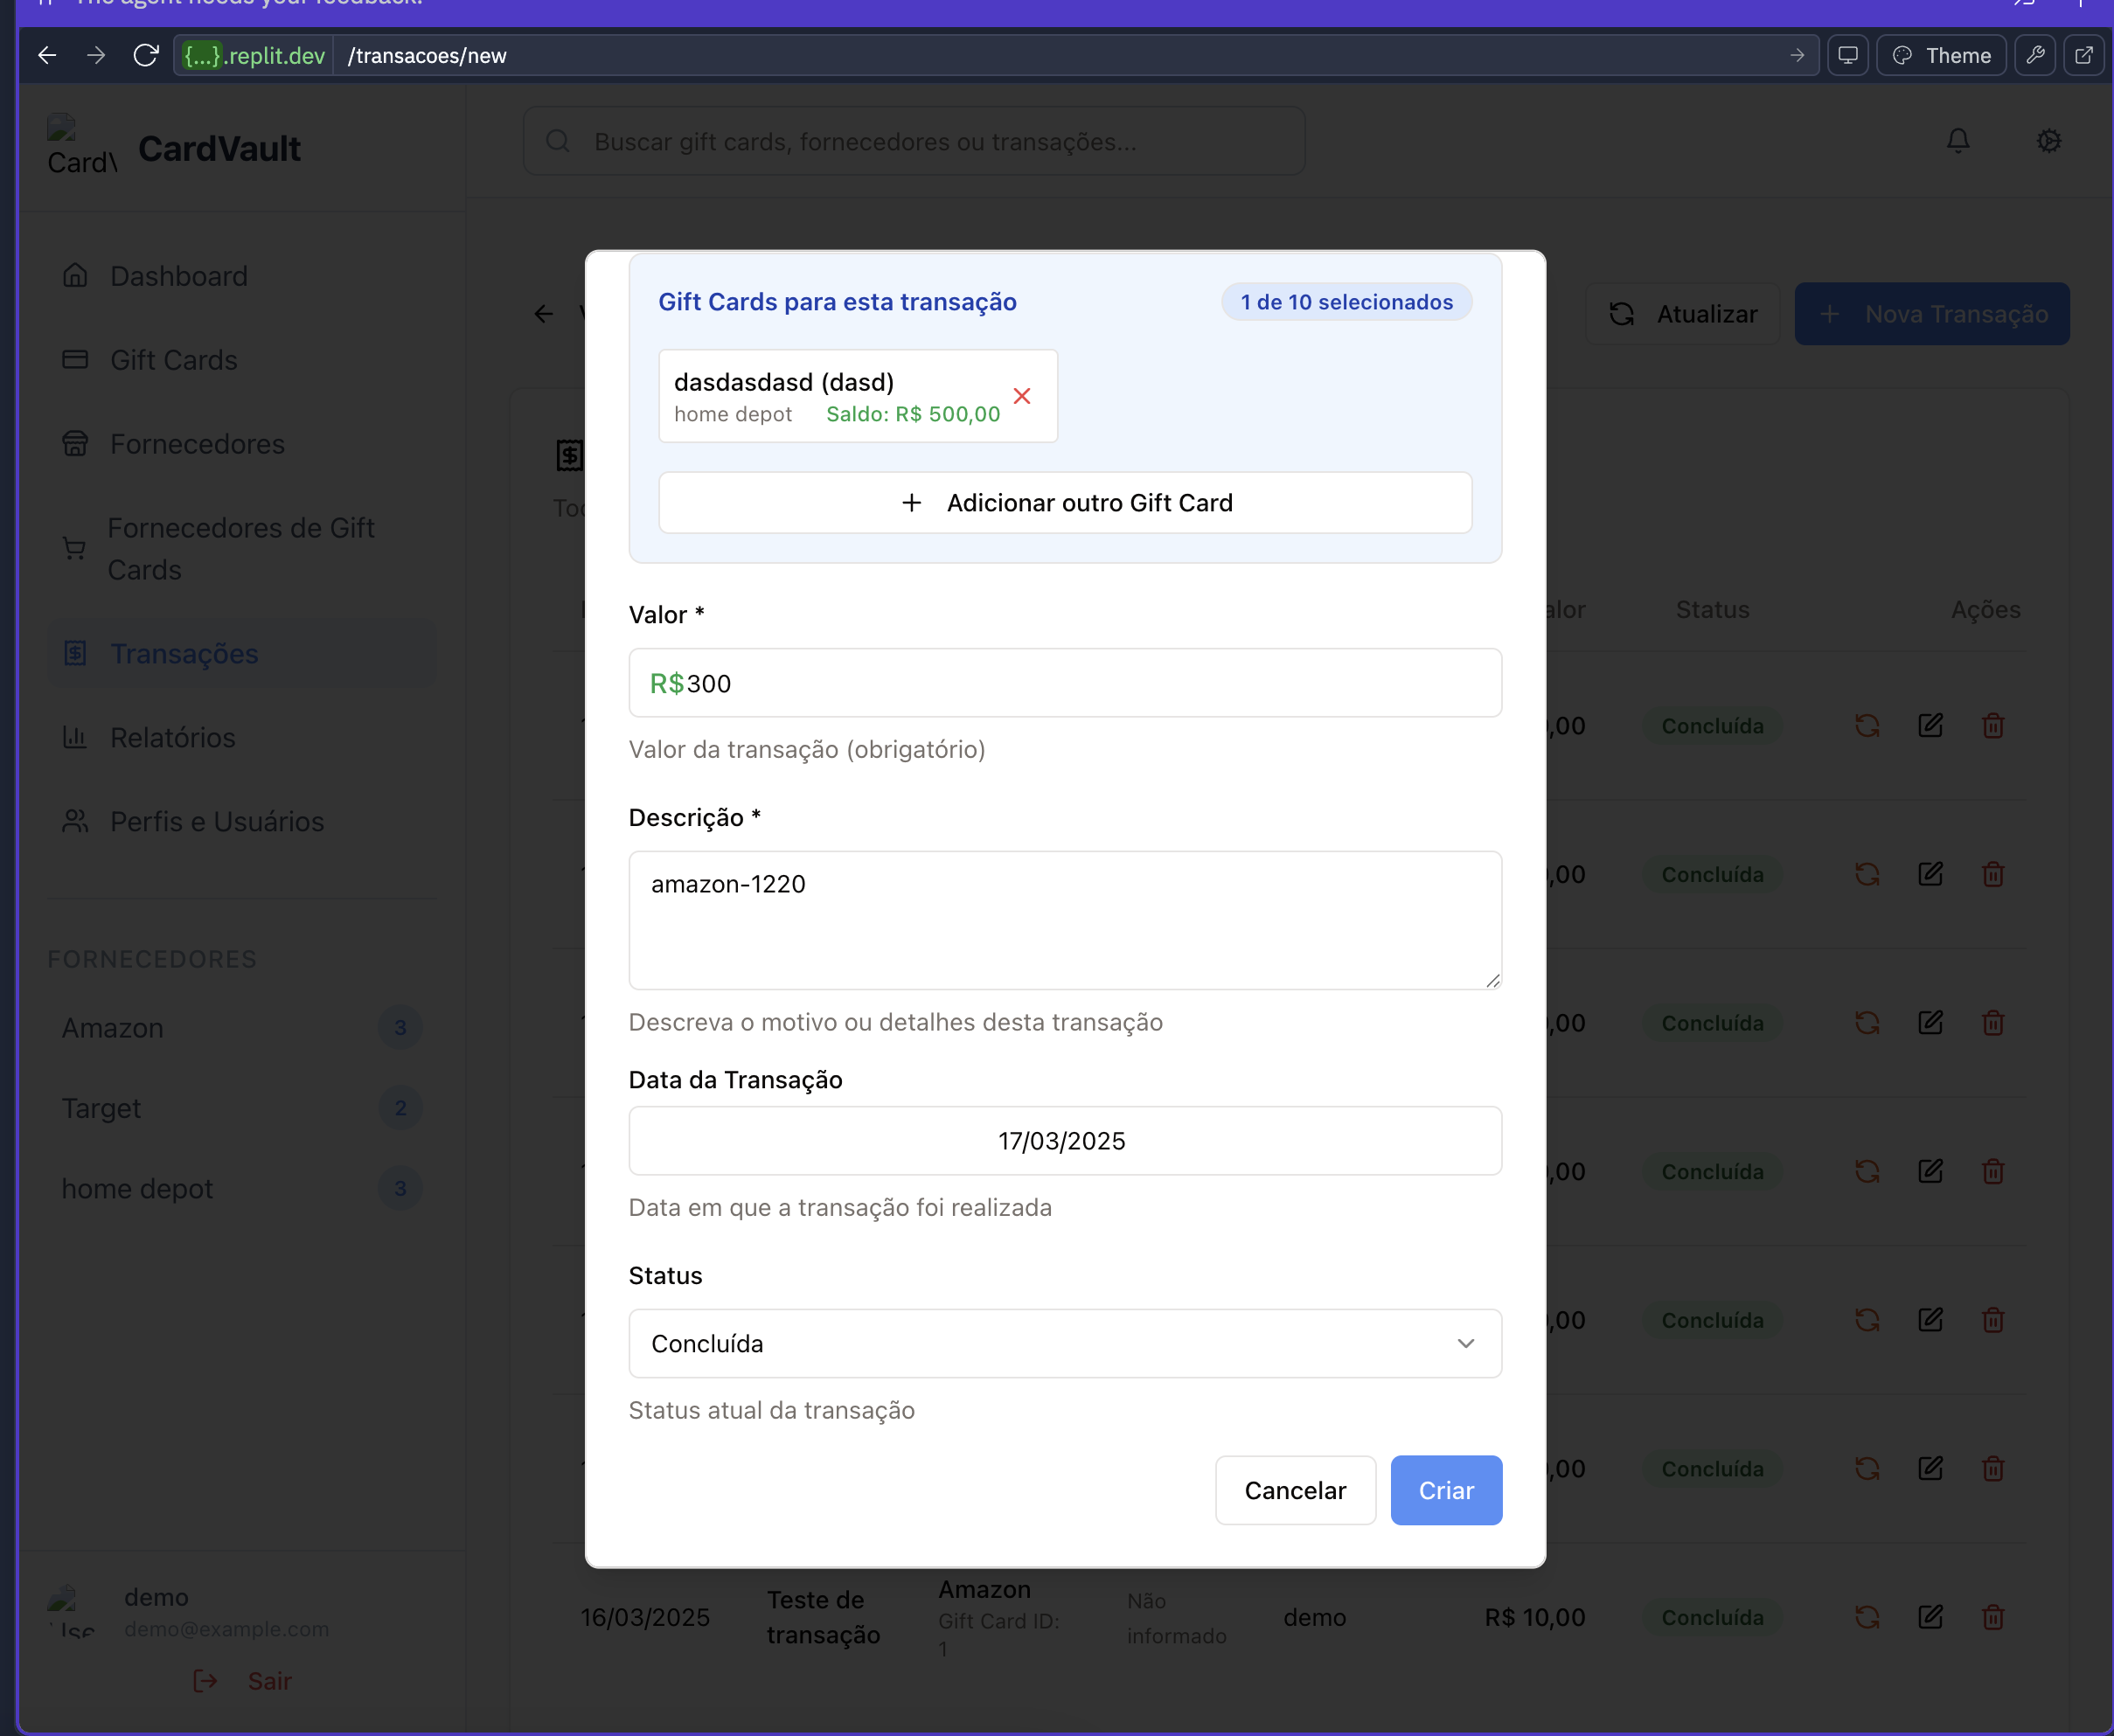 The agent needs your feedback.
{...}.replit.dev /transacoes/new
Theme
Card\
CardVault
Buscar gift cards, fornecedores ou transações...
Dashboard
Gift Cards
Fornecedores
Fornecedores de Gift
Cards
Transações
Relatórios
Perfis e Usuários
FORNECEDORES
Amazon 3
Target 2
home depot 3
demo
demo@example.com
Sair
Atualizar
Nova Transação
Gift Cards para esta transação
1 de 10 selecionados
dasdasdasd (dasd)
home depot Saldo: R$ 500,00
Adicionar outro Gift Card
Valor *
R$300
Valor da transação (obrigatório)
Descrição *
amazon-1220
Descreva o motivo ou detalhes desta transação
Data da Transação
17/03/2025
Data em que a transação foi realizada
Status
Concluída
Status atual da transação
Cancelar
Criar
alor Status Ações
,00 Concluída
,00 Concluída
,00 Concluída
,00 Concluída
,00 Concluída
,00 Concluída
16/03/2025
Teste de
transação
Amazon
Gift Card ID:
1
Não
informado
demo
R$ 10,00
Concluída